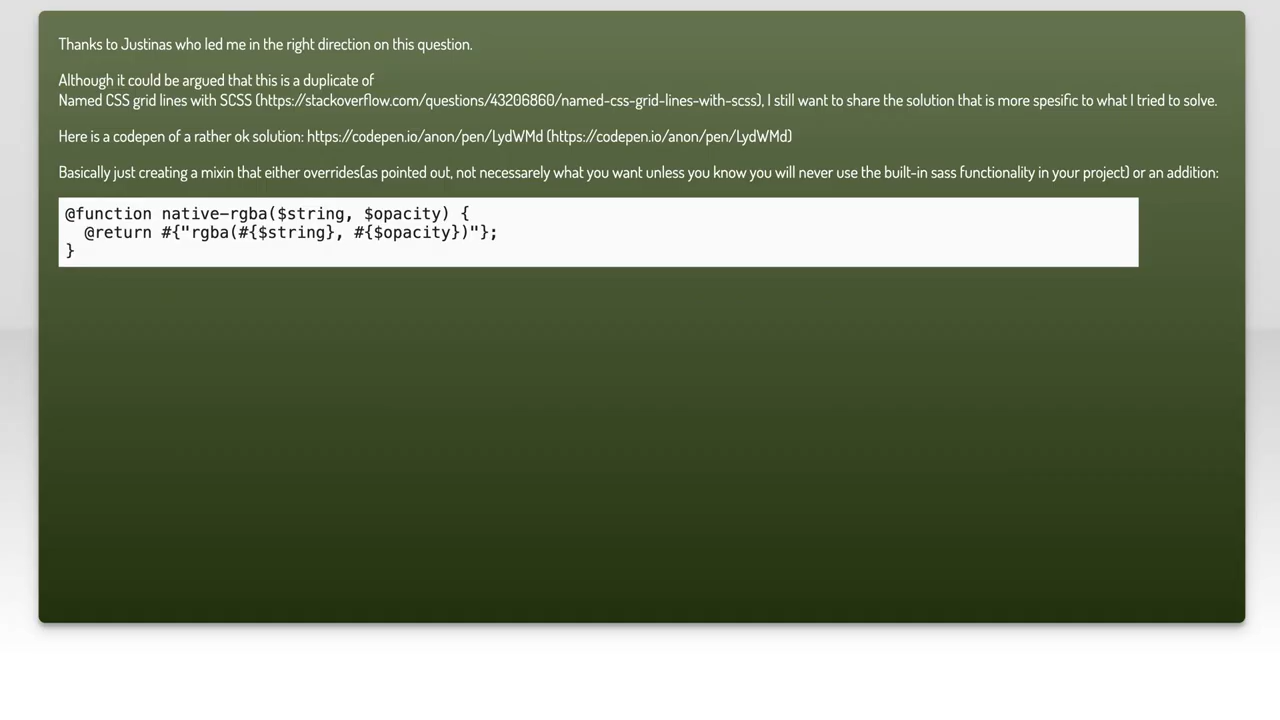 Thanks to Justinas who led me in the right direction on this question.
Although it could be argued that this is a duplicate of
Named CSS grid lines with SCSS (https://stackoverflow.com/questions/43206860/named-css-grid-lines-with-scss), I still want to share the solution that is more spesific to what I tried to solve.
Here is a codepen of a rather ok solution: https://codepen.io/anon/pen/LydWMd (https://codepen.io/anon/pen/LydWMd)
Basically just creating a mixin that either overrides(as pointed out, not necessarely what you want unless you know you will never use the built-in sass functionality in your project) or an addition:
@function native-rgba($string, $opacity) {
  @return #{"rgba(#{$string}, #{$opacity})"};
}